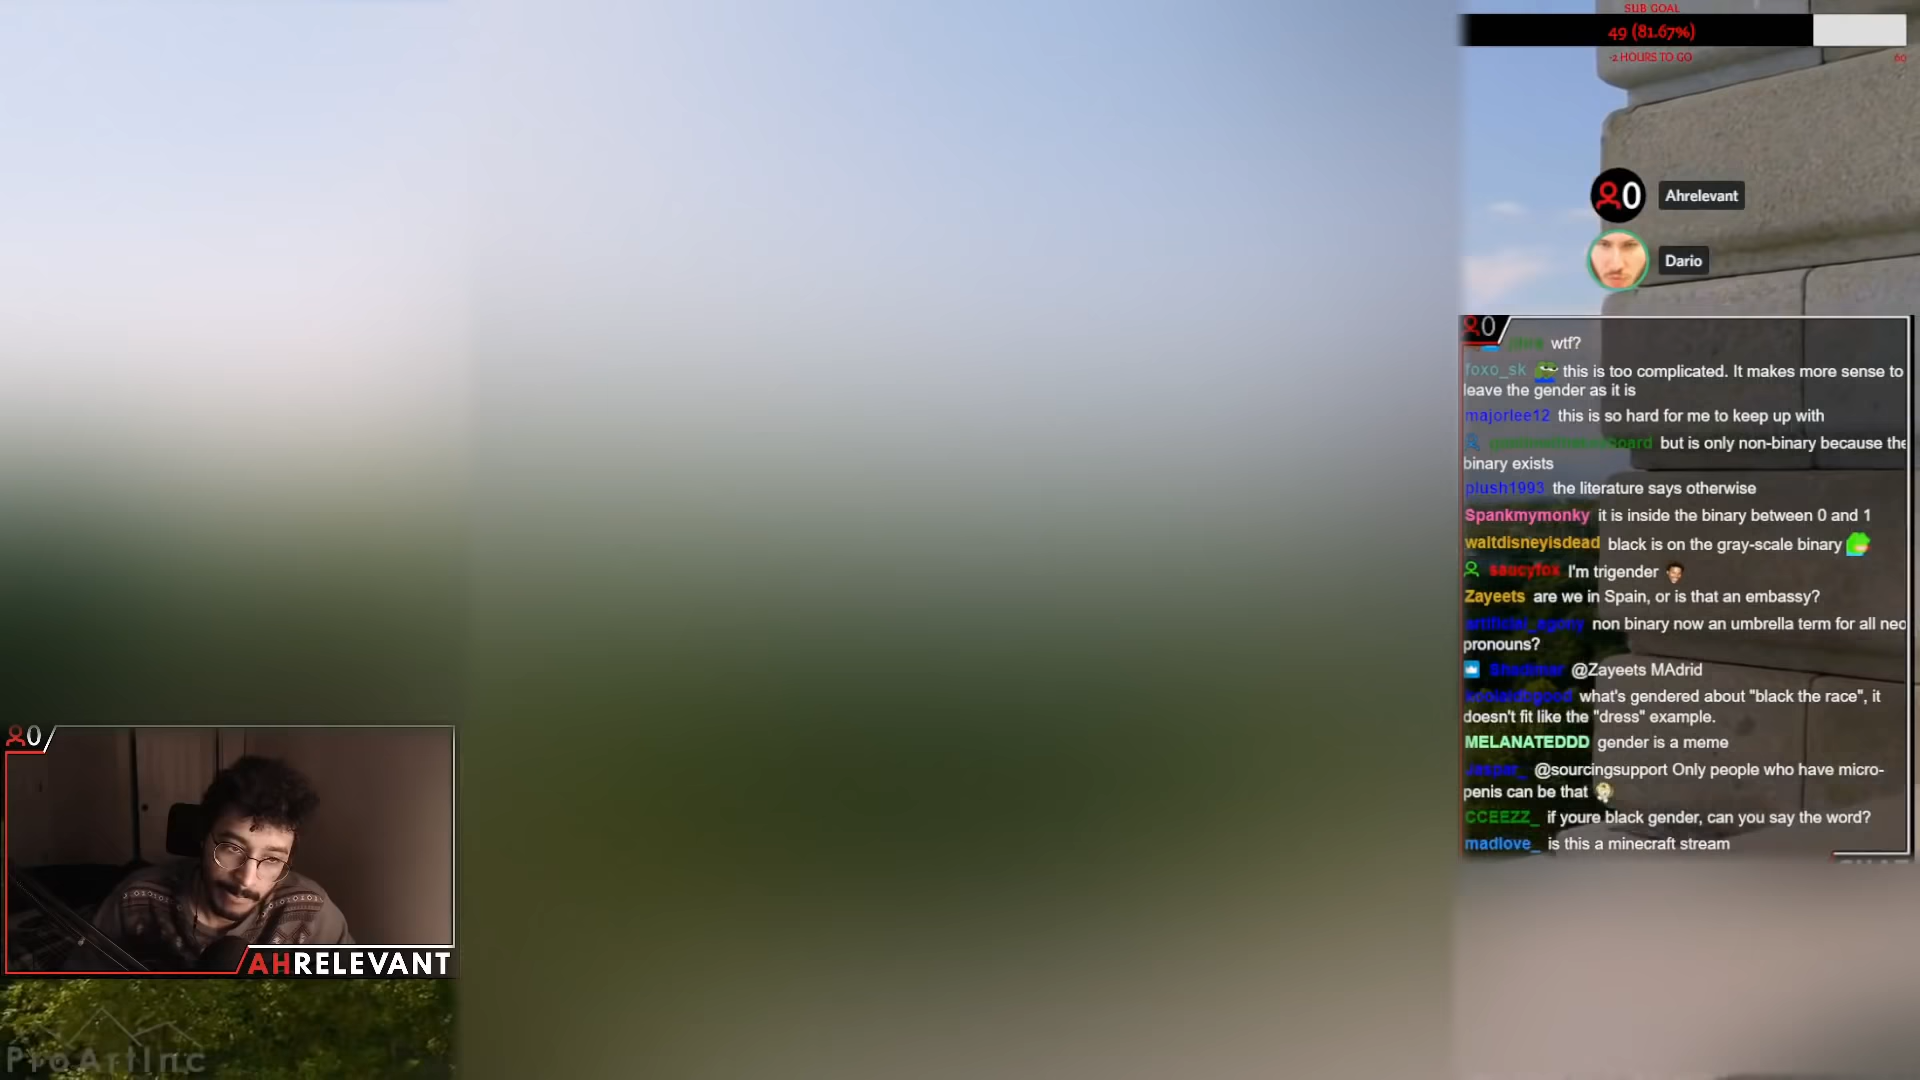 SUB GOAL
49 (81.67%)
-2 HOURS TO GO
60
0
Ahrelevant
Dario
0
wtf?
foxo_sk this is too complicated. It makes more sense to
leave the gender as it is
majorlee12 this is so hard for me to keep up with
but is only non-binary because the
binary exists
plush1993 the literature says otherwise
Spankmymonky it is inside the binary between 0 and 1
waltdisneyisdead black is on the gray-scale binary
saucyfox I'm trigender
Zayeets are we in Spain, or is that an embassy?
artificial_agony non binary now an umbrella term for all neo
pronouns?
@Zayeets MAdrid
what's gendered about "black the race", it
doesn't fit like the "dress" example.
MELANATEDDD gender is a meme
@sourcingsupport Only people who have micro-
penis can be that
CCEEZZ_ if youre black gender, can you say the word?
madlove_ is this a minecraft stream
0
AHRELEVANT
ProArtInc